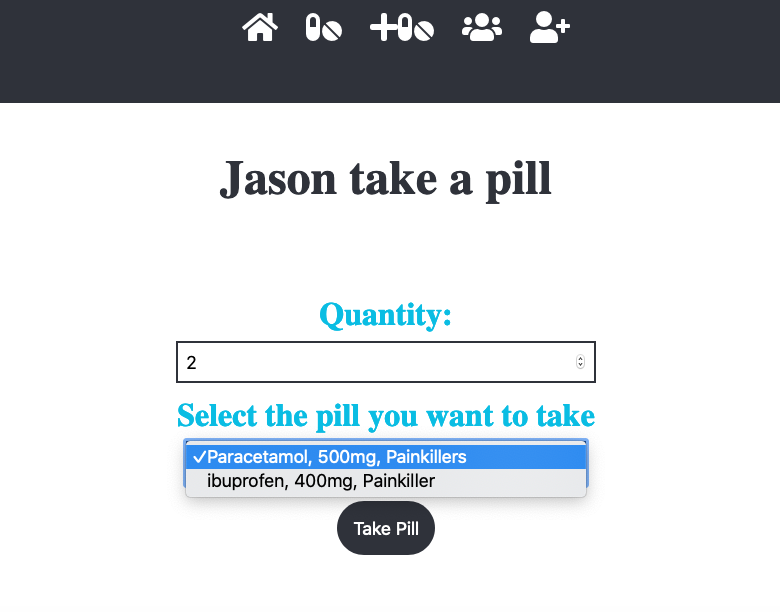 Jason take a pill
Quantity:
2
Select the pill you want to take
✓Paracetamol, 500mg, Painkillers
ibuprofen, 400mg, Painkiller
Take Pill